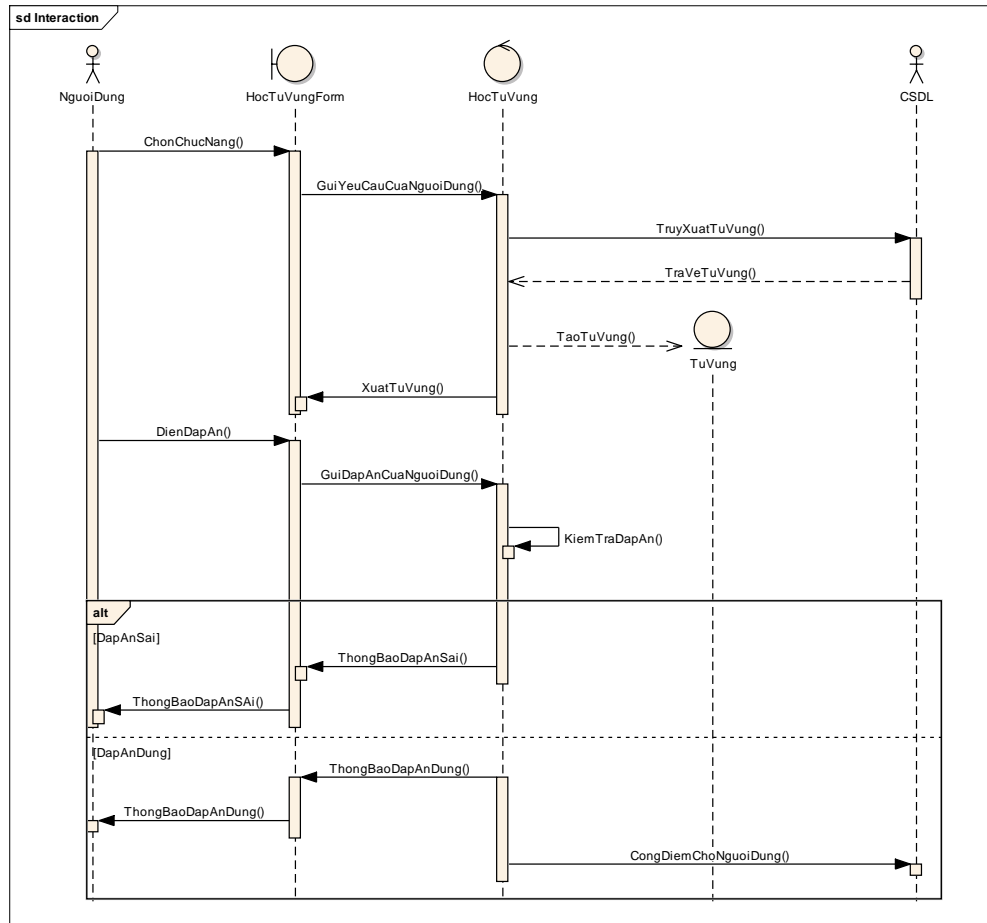 sd Interaction
NguoiDung
HocTuVungForm
HocTuVung
CSDL
ChonChucNang()
GuiYeuCauCuaNguoiDung()
TruyXuatTuVung()
TraVeTuVung()
TaoTuVung()
TuVung
XuatTuVung()
DienDapAn()
GuiDapAnCuaNguoiDung()
KiemTraDapAn()
alt
[DapAnSai]
ThongBaoDapAnSai()
ThongBaoDapAnSAi()
[DapAnDung]
ThongBaoDapAnDung()
ThongBaoDapAnDung()
CongDiemChoNguoiDung()